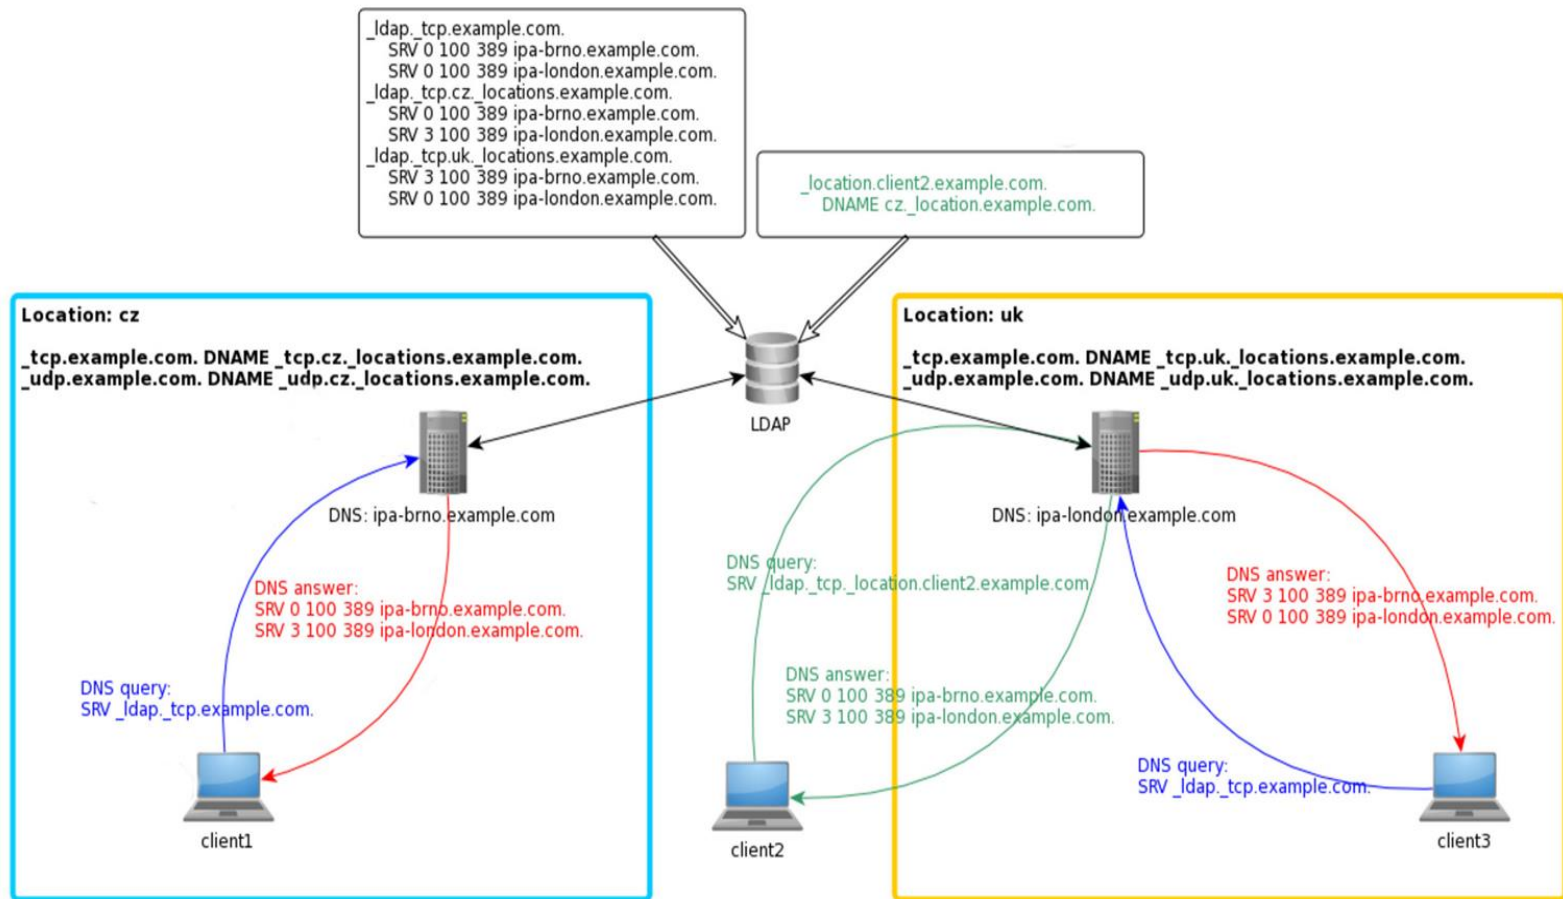 _ldap._tcp.example.com.
SRV 0 100 389 ipa-brno.example.com.
SRV 0 100 389 ipa-london.example.com.
_ldap._tcp.cz._locations.example.com.
SRV 0 100 389 ipa-brno.example.com.
SRV 3 100 389 ipa-london.example.com.
_ldap._tcp.uk._locations.example.com.
SRV 3 100 389 ipa-brno.example.com.
SRV 0 100 389 ipa-london.example.com.
_location.client2.example.com.
DNAME cz._location.example.com.
Location: cz
_tcp.example.com. DNAME _tcp.cz._locations.example.com.
_udp.example.com. DNAME _udp.cz._locations.example.com.
DNS: ipa-brno.example.com
DNS answer:
SRV 0 100 389 ipa-brno.example.com.
SRV 3 100 389 ipa-london.example.com.
DNS query:
SRV _ldap._tcp.example.com.
client1
LDAP
DNS query:
SRV _ldap._tcp._location.client2.example.com
DNS answer:
SRV 0 100 389 ipa-brno.example.com.
SRV 3 100 389 ipa-london.example.com.
client2
Location: uk
_tcp.example.com. DNAME _tcp.uk._locations.example.com.
_udp.example.com. DNAME _udp.uk._locations.example.com.
DNS: ipa-london.example.com
DNS answer:
SRV 3 100 389 ipa-brno.example.com.
SRV 0 100 389 ipa-london.example.com.
DNS query:
SRV _ldap._tcp.example.com.
client3